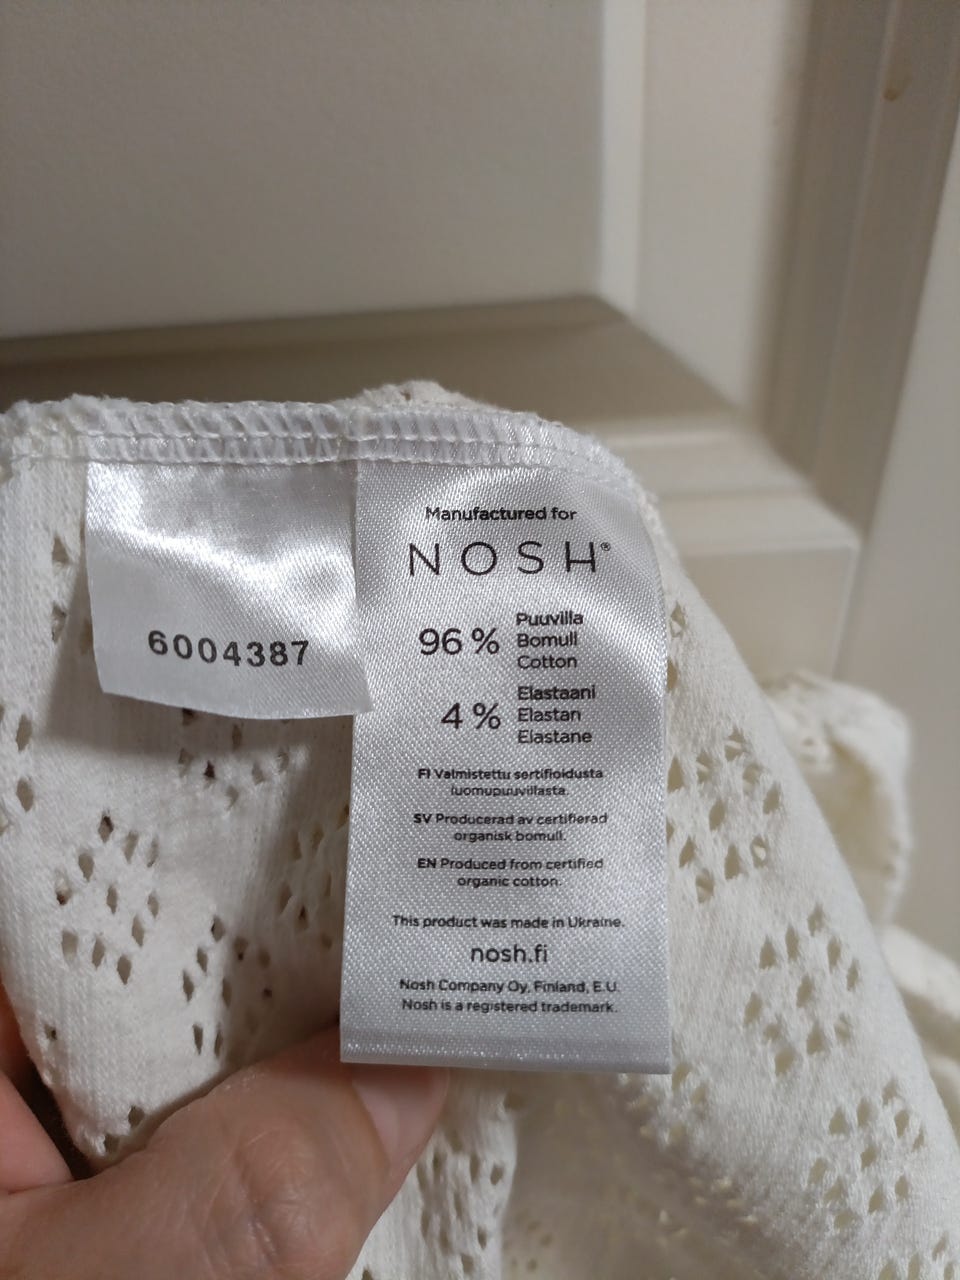 6004387
Manufactured for
NOSH®
96 %
Puuvilla
Bomull
Cotton
4 %
Elastaani
Elastan
Elastane
FI Valmistettu sertifioidusta
luomupuuvillasta.
SV Producerad av certifierad
organisk bomull.
EN Produced from certified
organic cotton.
This product was made in Ukraine.
nosh.fi
Nosh Company Oy, Finland, E.U.
Nosh is a registered trademark.